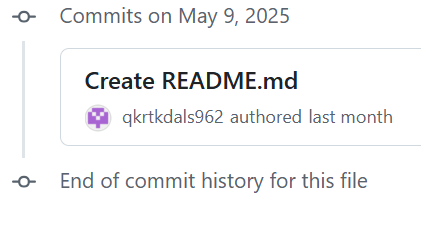 Commits on May 9, 2025
Create README.md
qkrtkdals962 authored last month
End of commit history for this file